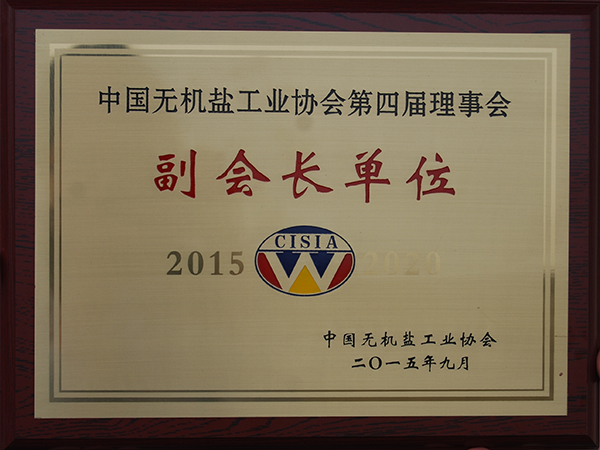 中国无机盐工业协会第四届理事会
副会长单位
2015 CISIA 2020
中国无机盐工业协会
二〇一五年九月